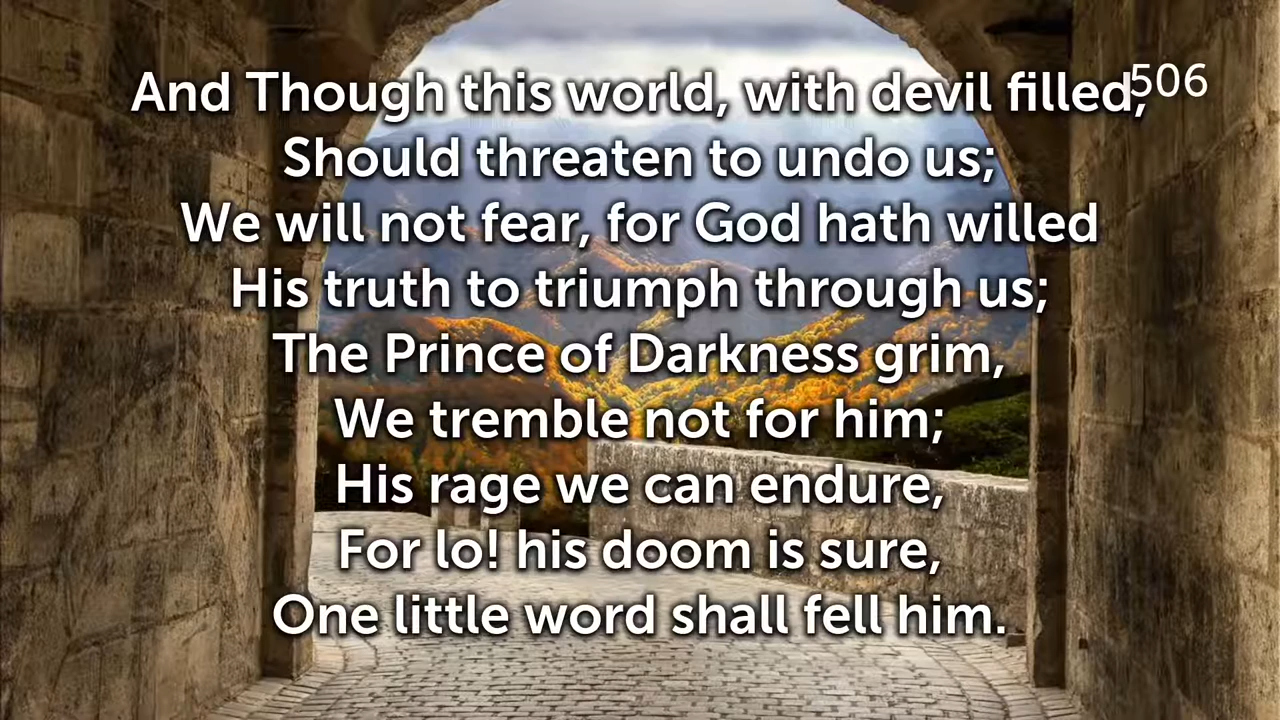 506
And Though this world, with devil filled,
Should threaten to undo us;
We will not fear, for God hath willed
His truth to triumph through us;
The Prince of Darkness grim,
We tremble not for him;
His rage we can endure,
For lo! his doom is sure,
One little word shall fell him.